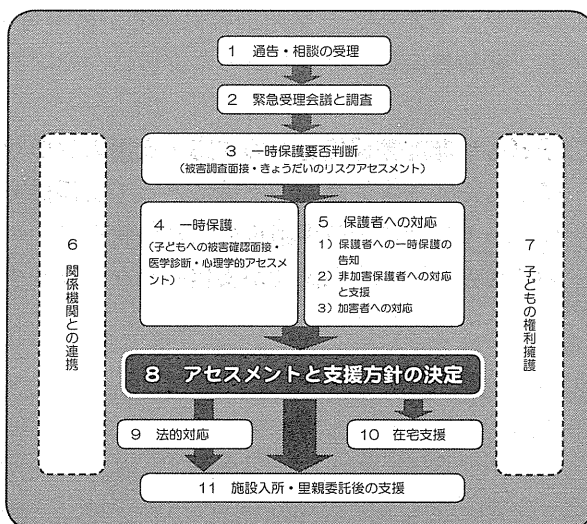 1 通告・相談の受理
2 緊急受理会議と調査
3 一時保護要否判断
(被害調査面接・きょうだいのリスクアセスメント)
4 一時保護
(子どもへの被害確認面接・
医学診断・心理学的アセスメ
ント)
5 保護者への対応
1)保護者への一時保護の
告知
2)非加害保護者への対応
と支援
3)加害者への対応
6 関係機関との連携
7 子どもの権利擁護
8 アセスメントと支援方針の決定
9 法的対応
10 在宅支援
11 施設入所・里親委託後の支援